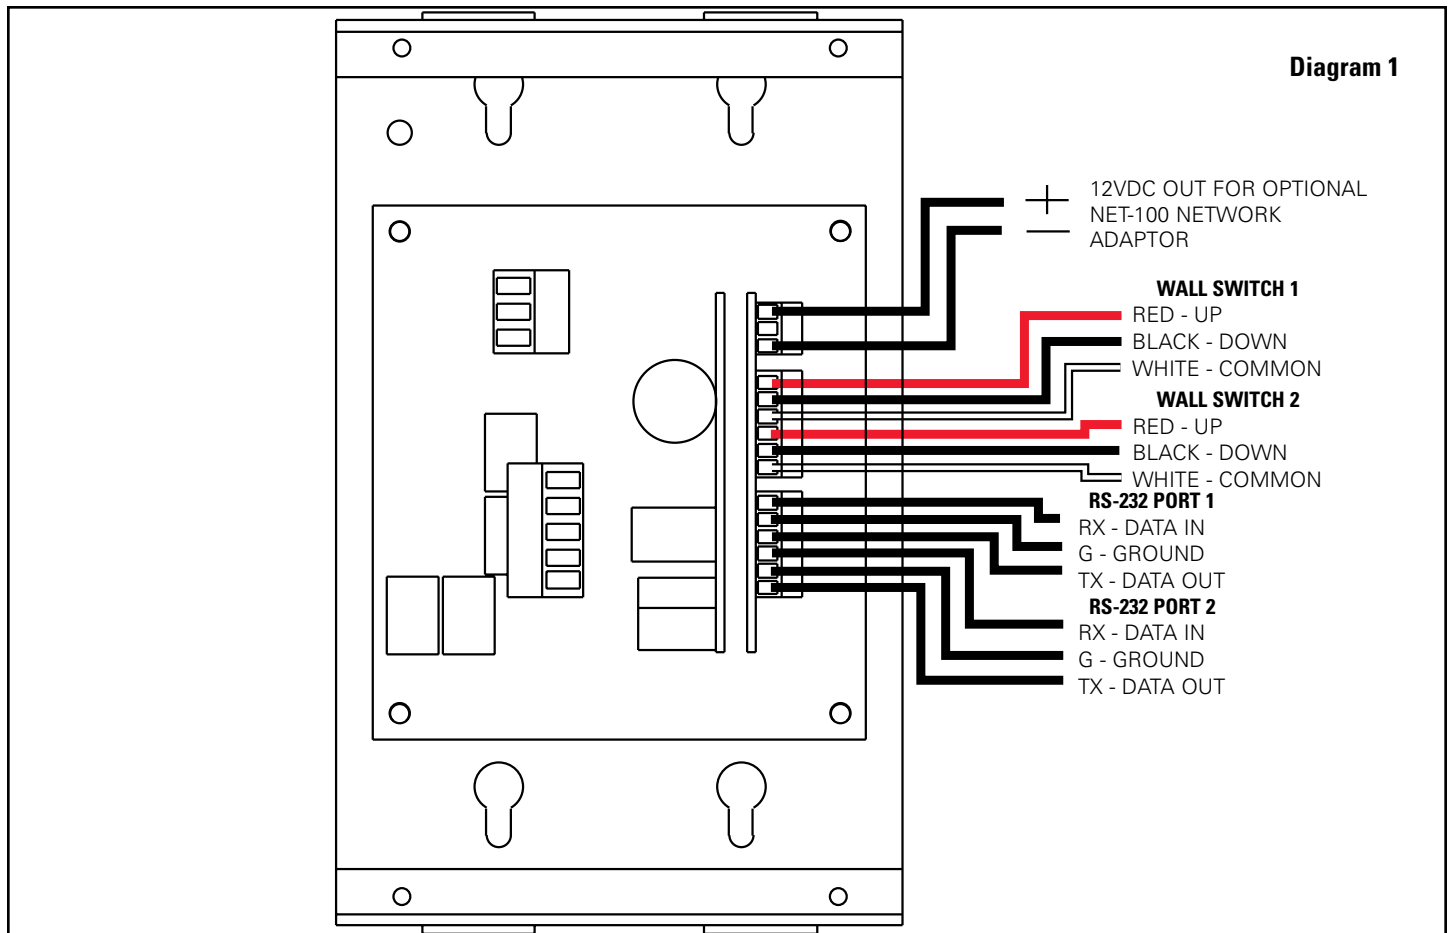 Diagram 1
12VDC OUT FOR OPTIONAL
NET-100 NETWORK
ADAPTOR
WALL SWITCH 1
RED - UP
BLACK - DOWN
WHITE - COMMON
WALL SWITCH 2
RED - UP
BLACK - DOWN
WHITE - COMMON
RS-232 PORT 1
RX - DATA IN
G - GROUND
TX - DATA OUT
RS-232 PORT 2
RX - DATA IN
G - GROUND
TX - DATA OUT